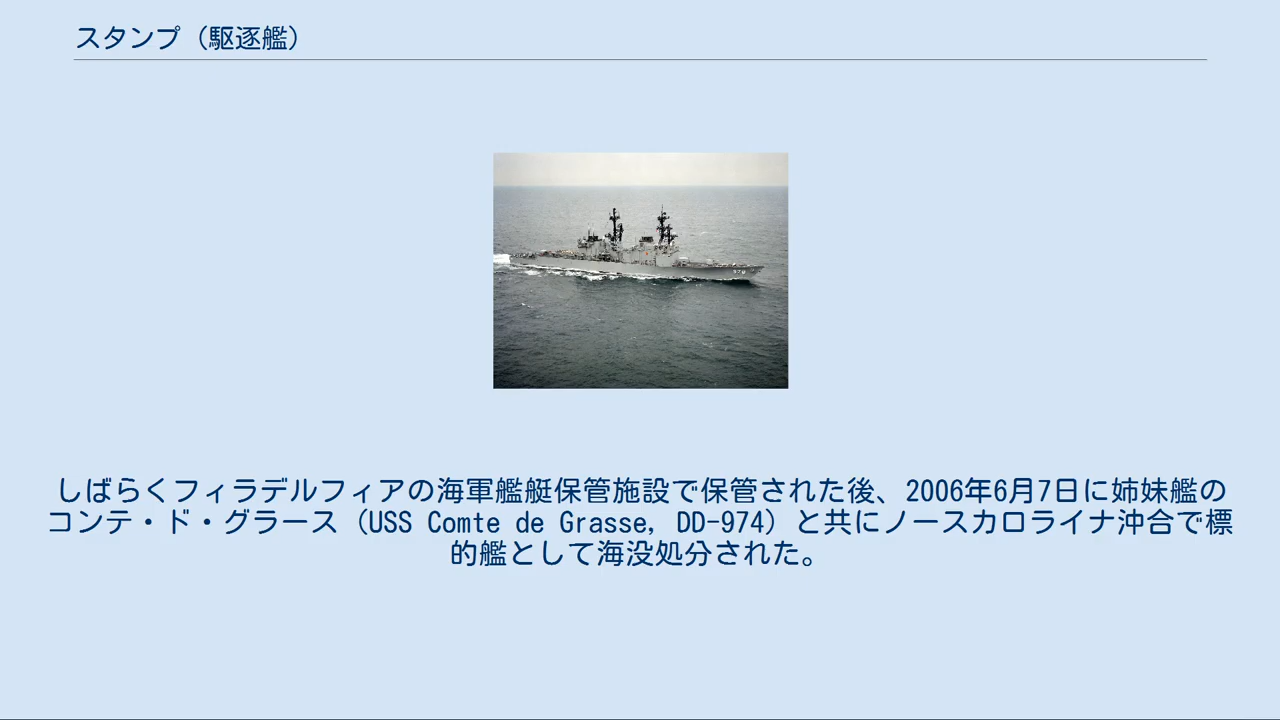 スタンプ（駆逐艦）
978
しばらくフィラデルフィアの海軍艦艇保管施設で保管された後、2006年6月7日に姉妹艦の
コンテ・ド・グラース（USS Comte de Grasse, DD-974）と共にノースカロライナ沖合で標
的艦として海没処分された。